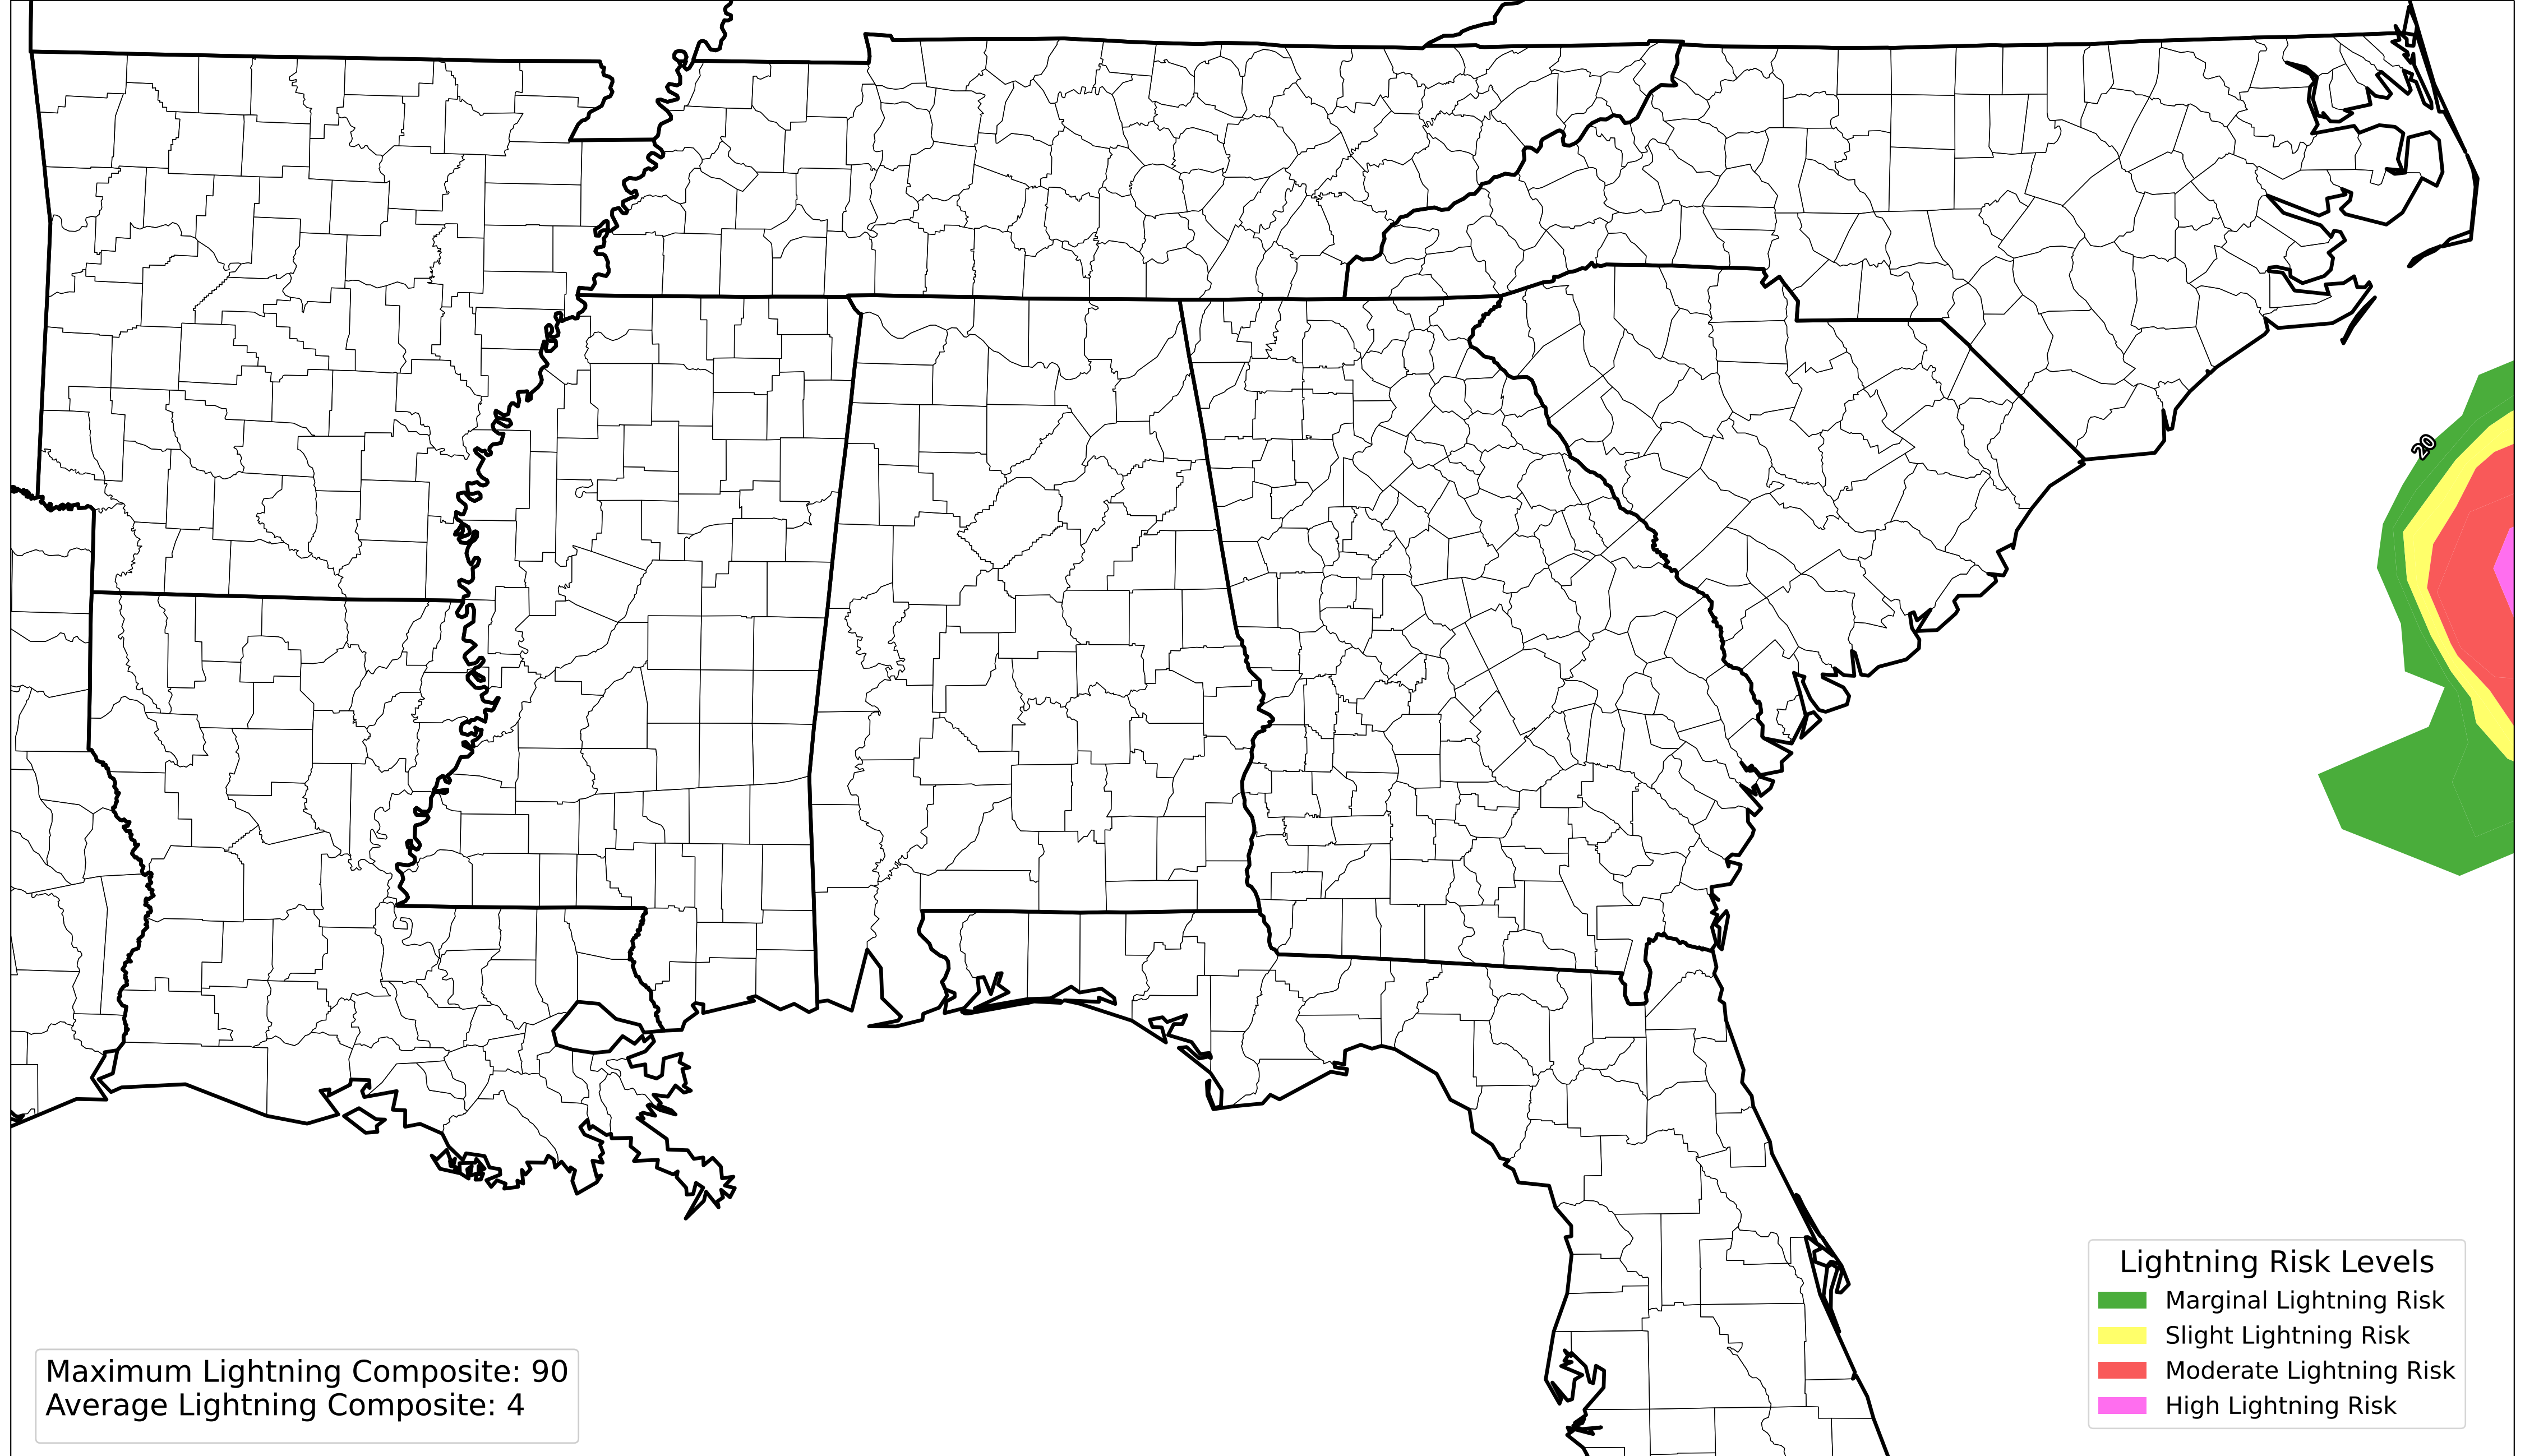 20
Lightning Risk Levels
Marginal Lightning Risk
Slight Lightning Risk
Moderate Lightning Risk
High Lightning Risk
Maximum Lightning Composite: 90
Average Lightning Composite: 4